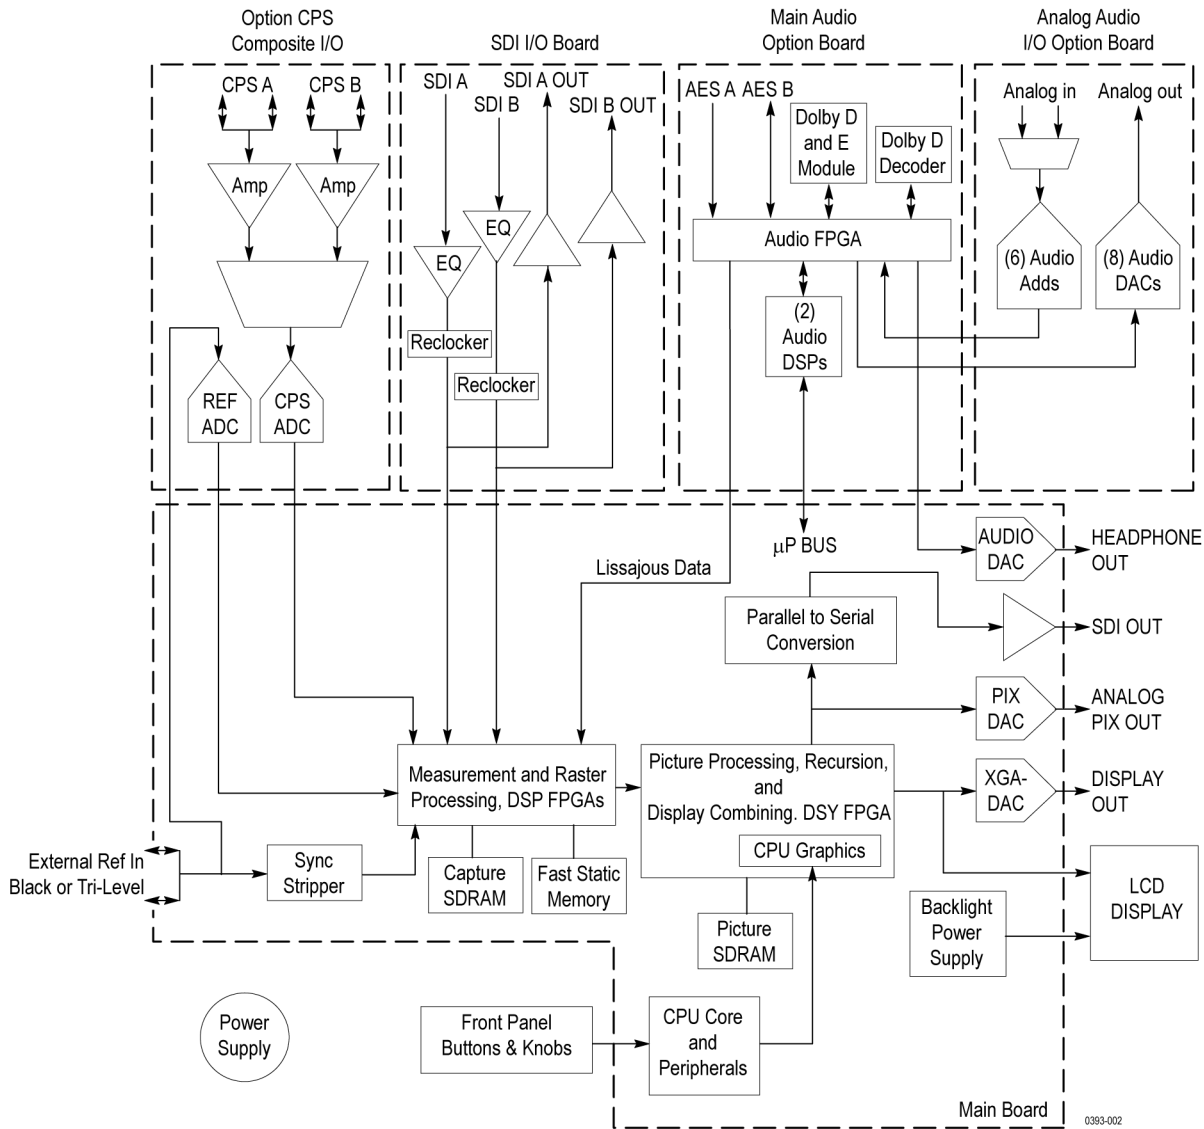 Option CPS
Composite I/O
SDI I/O Board
Main Audio
Option Board
Analog Audio
I/O Option Board
CPS A
CPS B
Amp
Amp
REF
ADC
CPS
ADC
SDI A
SDI B
SDI A OUT
SDI B OUT
EQ
EQ
Reclocker
Reclocker
AES A
AES B
Dolby D
and E
Module
Dolby D
Decoder
Audio FPGA
(2)
Audio
DSPs
Analog in
Analog out
(6) Audio
Adds
(8) Audio
DACs
µP BUS
Lissajous Data
AUDIO
DAC
HEADPHONE
OUT
Parallel to Serial
Conversion
SDI OUT
PIX
DAC
ANALOG
PIX OUT
Measurement and Raster
Processing, DSP FPGAs
Picture Processing, Recursion,
and
Display Combining. DSY FPGA
CPU Graphics
XGA-
DAC
DISPLAY
OUT
External Ref In
Black or Tri-Level
Sync
Stripper
Capture
SDRAM
Fast Static
Memory
Picture
SDRAM
Backlight
Power
Supply
LCD
DISPLAY
Power
Supply
Front Panel
Buttons & Knobs
CPU Core
and
Peripherals
Main Board
0393-002